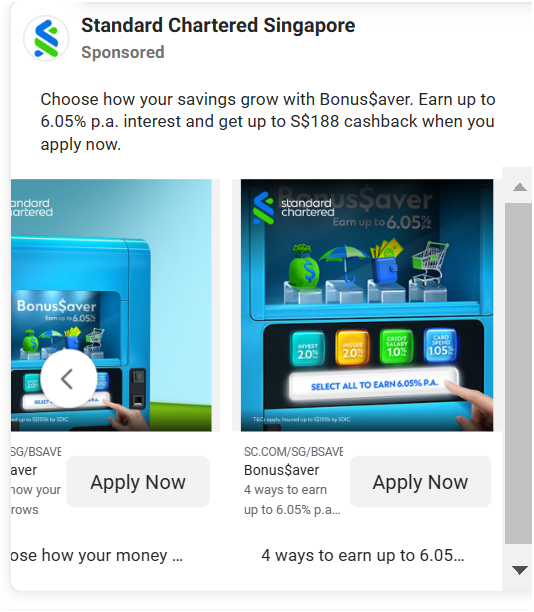 Standard Chartered Singapore
Sponsored
Choose how your savings grow with Bonus$aver. Earn up to
6.05% p.a. interest and get up to S$188 cashback when you
apply now.
chartered
Bonus$aver
Earn up to 6.05%
SG/BSAVE
aver
now your
rows
Apply Now
ose how your money ...
standard
chartered
Bonus$aver
Earn up to 6.05% p.a.
INVEST
2.0%
INSURE
2.0%
CREDIT
SALARY
1.0%
CARD
SPEND
1.05%
SELECT ALL TO EARN 6.05% P.A.
T&Cs apply. Insured up to S$100k by SDIC.
SC.COM/SG/BSAVE
Bonus$aver
4 ways to earn
up to 6.05% p.a...
Apply Now
4 ways to earn up to 6.05...